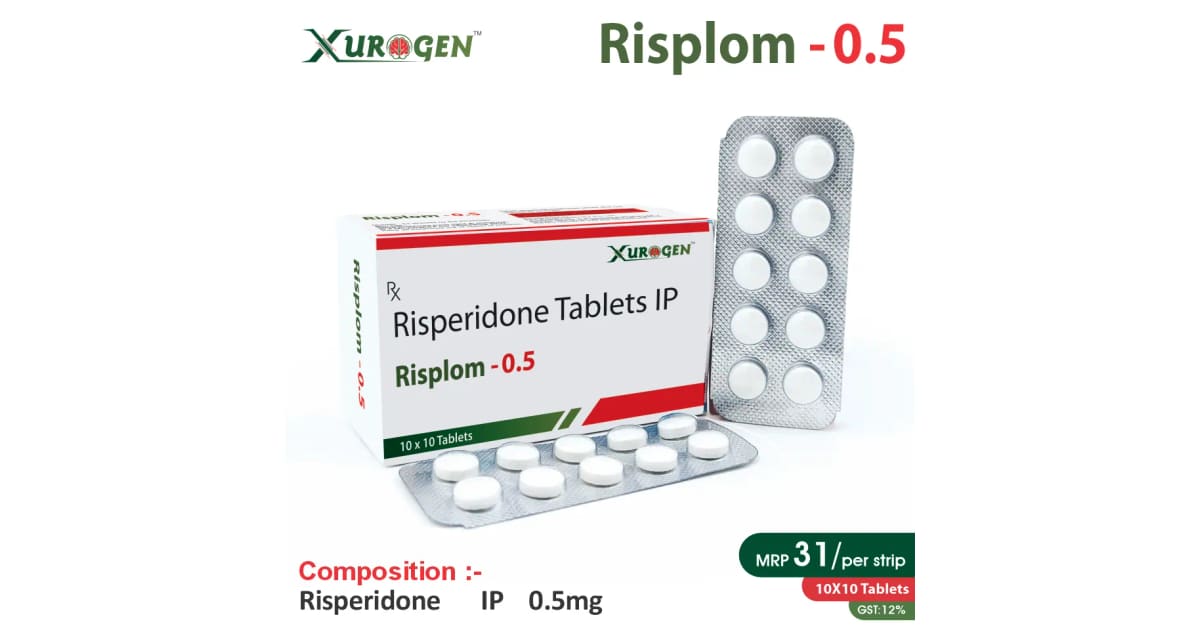 XUROGEN™
Risplom - 0.5
Risplom - 0.5
XUROGEN™
Rx
Risperidone Tablets IP
Risplom - 0.5
10 x 10 Tablets
Risplom - 0.5
Composition :-
Risperidone IP 0.5mg
MRP 31/per strip
10X10 Tablets
GST:12%